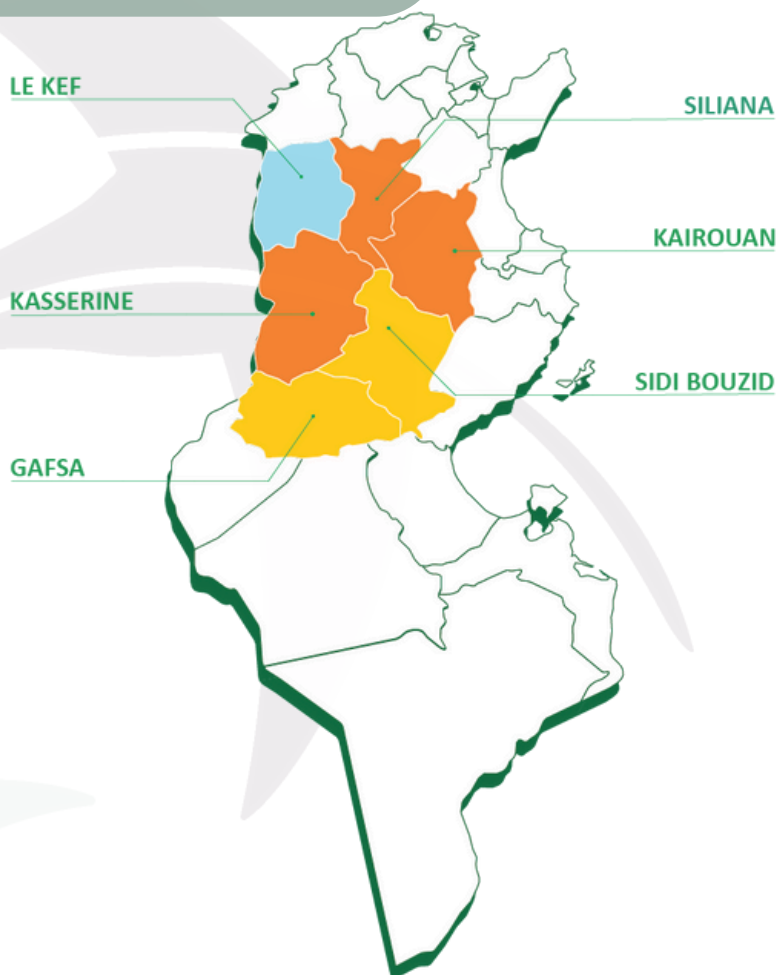 LE KEF
SILIANA
KAIROUAN
KASSERINE
SIDI BOUZID
GAFSA